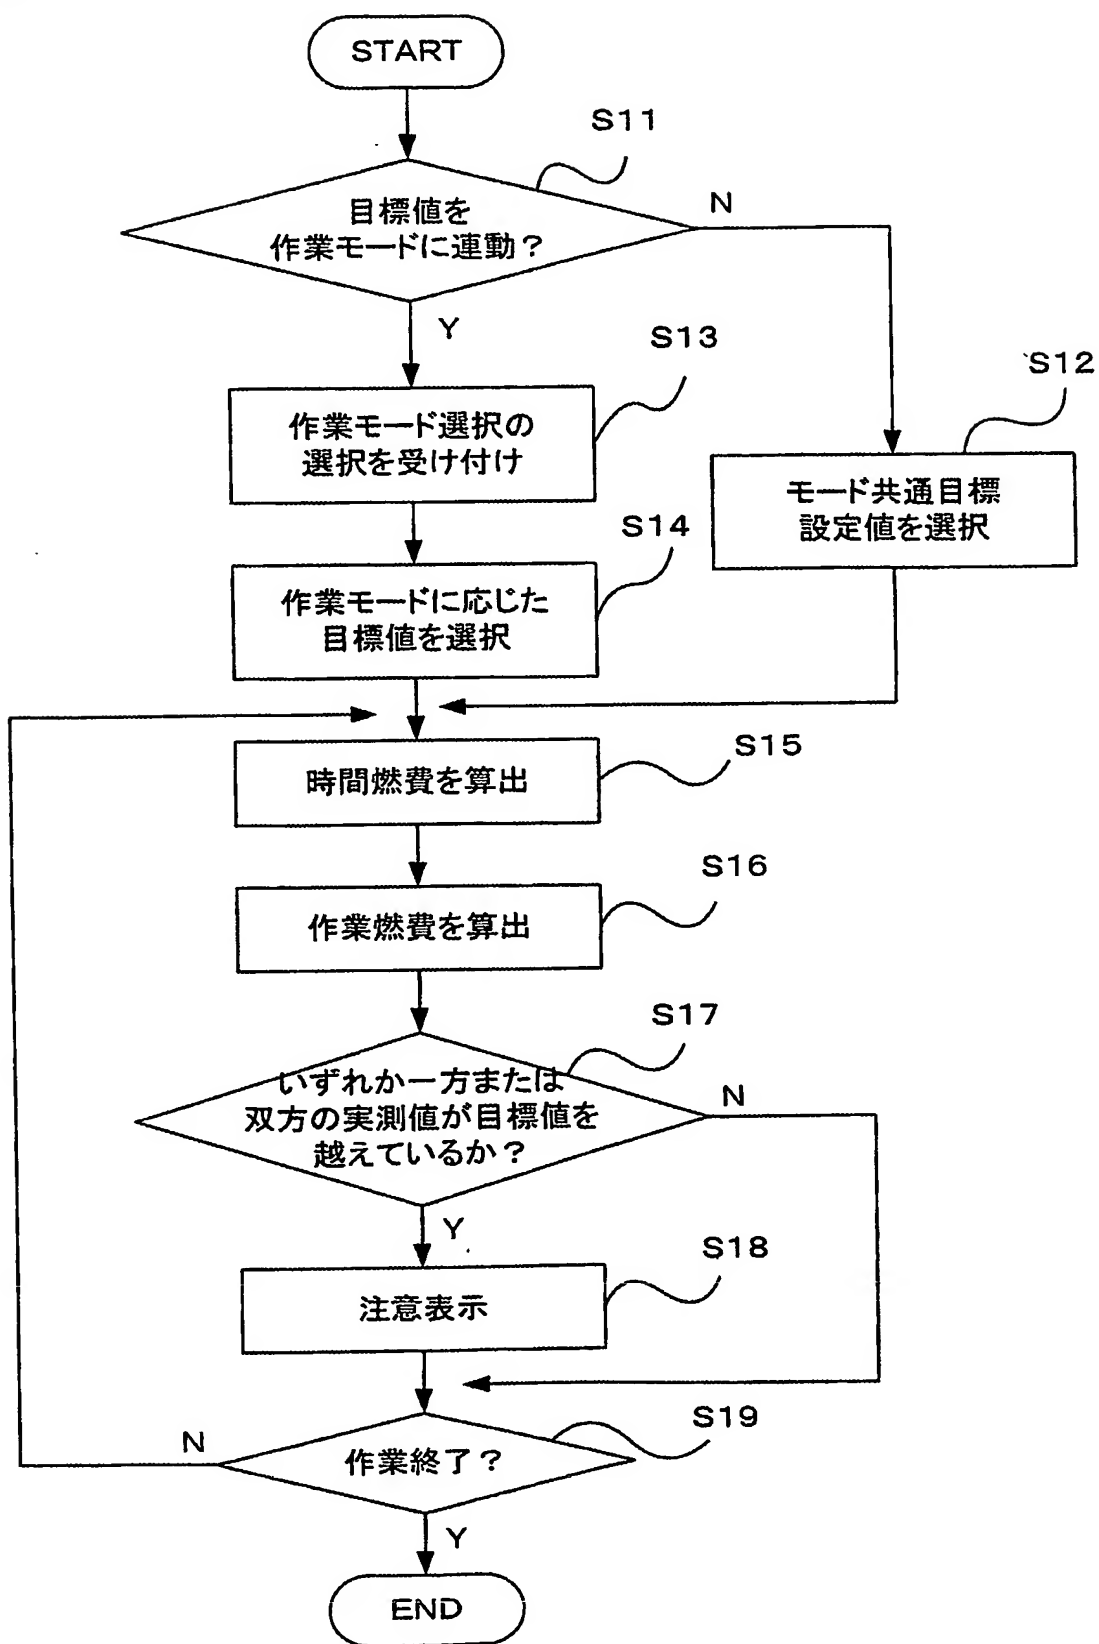 START
S11
目標値を
作業モードに連動？
N
Y
S13
S12
作業モード選択の
選択を受け付け
モード共通目標
設定値を選択
S14
作業モードに応じた
目標値を選択
S15
時間燃費を算出
S16
作業燃費を算出
S17
いずれか一方または
双方の実測値が目標値を
越えているか？
N
Y
S18
注意表示
S19
作業終了？
N
Y
END